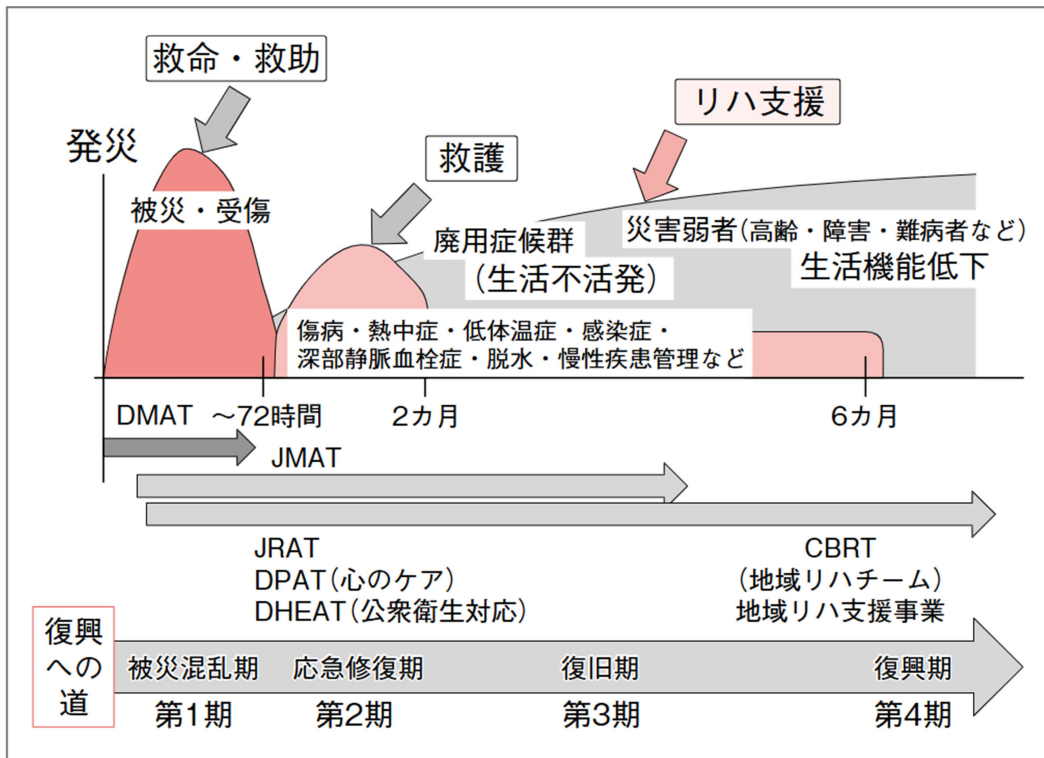 救命・救助
リハ支援
発災
救護
被災・受傷
廃用症候群
(生活不活発)
災害弱者(高齢・障害・難病者など)
生活機能低下
傷病・熱中症・低体温症・感染症・
深部静脈血栓症・脱水・慢性疾患管理など
DMAT ～72時間
2カ月
6カ月
JMAT
JRAT
DPAT(心のケア)
DHEAT(公衆衛生対応)
CBRT
(地域リハチーム)
地域リハ支援事業
復興
への
道
被災混乱期
応急修復期
復旧期
復興期
第1期
第2期
第3期
第4期